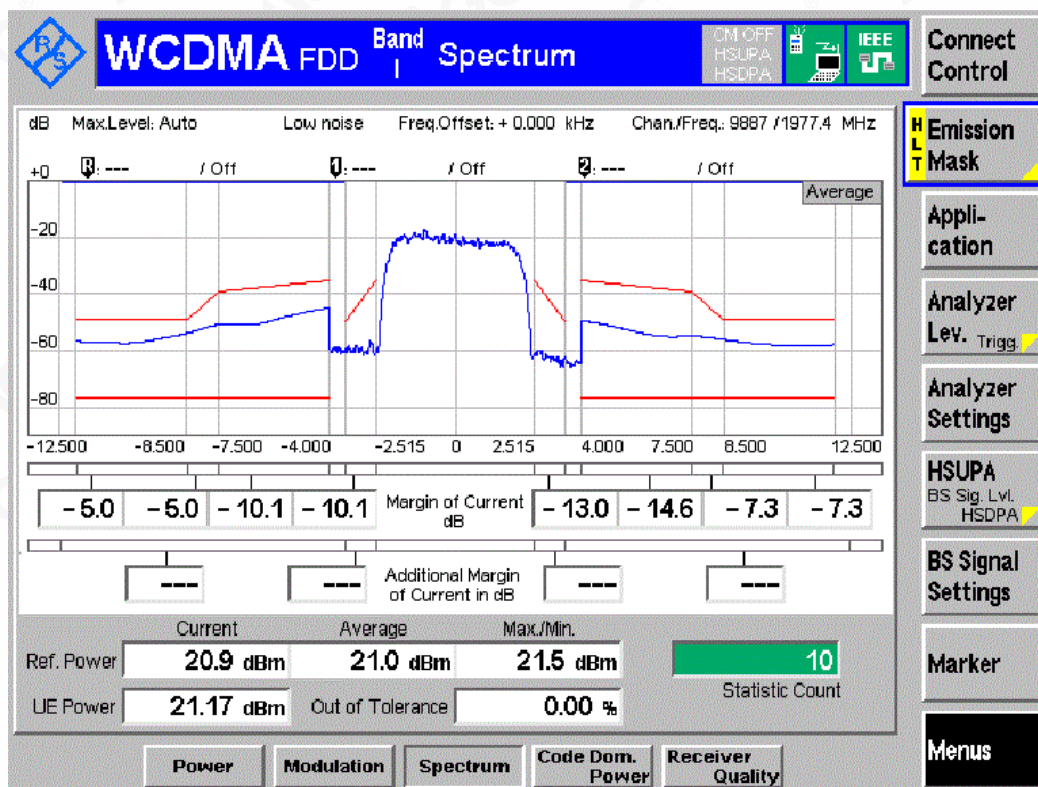 R S
WCDMA FDD Band I Spectrum
CM OFF
HSUPA
HSDPA
IEEE
Connect Control
dB Max.Level: Auto Low noise Freq.Offset: + 0.000 kHz Chan./Freq.: 9887 / 1977.4 MHz
HLT
Emission Mask
R: --- / Off 1: --- / Off 2: --- / Off
Average
+0
-20
-40
-60
-80
-12.500 -8.500 -7.500 -4.000 -2.515 0 2.515 4.000 7.500 8.500 12.500
Appli-
cation
Analyzer
Lev. Trigg.
Analyzer
Settings
-5.0 -5.0 -10.1 -10.1 Margin of Current dB -13.0 -14.6 -7.3 -7.3
HSUPA
BS Sig. Lvl.
HSDPA
--- --- Additional Margin of Current in dB --- ---
BS Signal
Settings
Current Average Max./Min.
Ref. Power 20.9 dBm 21.0 dBm 21.5 dBm 10
Statistic Count
UE Power 21.17 dBm Out of Tolerance 0.00 %
Marker
Menus
Power Modulation Spectrum Code Dom. Power Receiver Quality